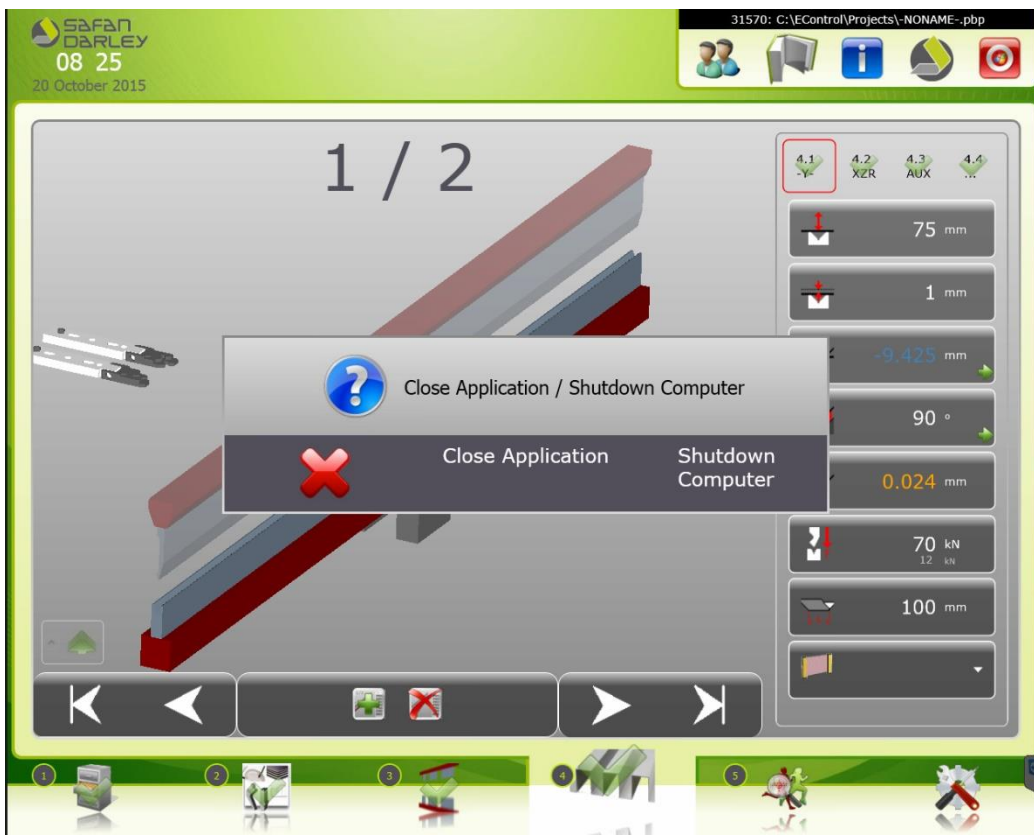 SAFAN
DARLEY
08 25
20 October 2015
31570: C:\EControl\Projects\-NONAME-.pbp
1 / 2
4.1
-Y-
4.2
XZR
4.3
AUX
4.4
...
75 mm
1 mm
-9.425 mm
90 °
0.024 mm
70 kN
12 kN
100 mm
Close Application / Shutdown Computer
Close Application
Shutdown
Computer
1
2
3
4
5